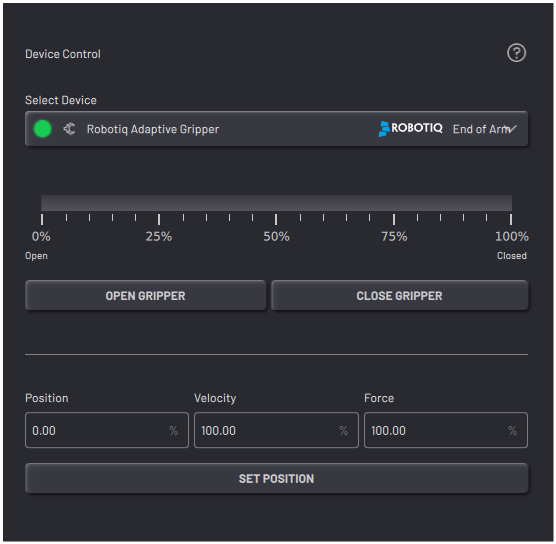 Device Control
Select Device
Robotiq Adaptive Gripper ROBOTIQ End of Arm
0% 25% 50% 75% 100%
Open Closed
OPEN GRIPPER CLOSE GRIPPER
Position Velocity Force
0.00 % 100.00 % 100.00 %
SET POSITION